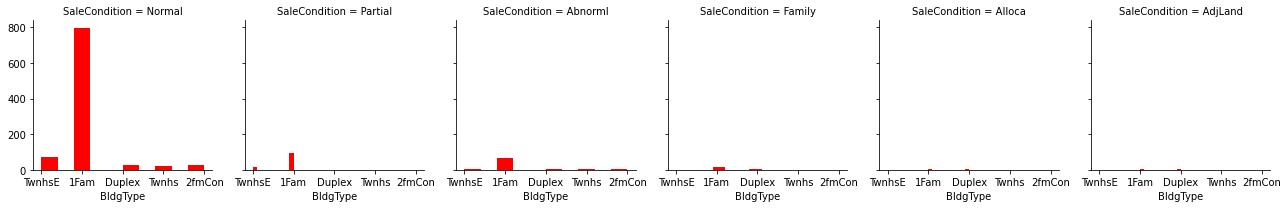 SaleCondition = Normal
SaleCondition = Partial
SaleCondition = Abnorml
SaleCondition = Family
SaleCondition = Alloca
SaleCondition = AdjLand
800
600
400
200
0
TwnhsE 1Fam Duplex Twnhs 2fmCon
TwnhsE 1Fam Duplex Twnhs 2fmCon
TwnhsE 1Fam Duplex Twnhs 2fmCon
TwnhsE 1Fam Duplex Twnhs 2fmCon
TwnhsE 1Fam Duplex Twnhs 2fmCon
TwnhsE 1Fam Duplex Twnhs 2fmCon
BldgType
BldgType
BldgType
BldgType
BldgType
BldgType